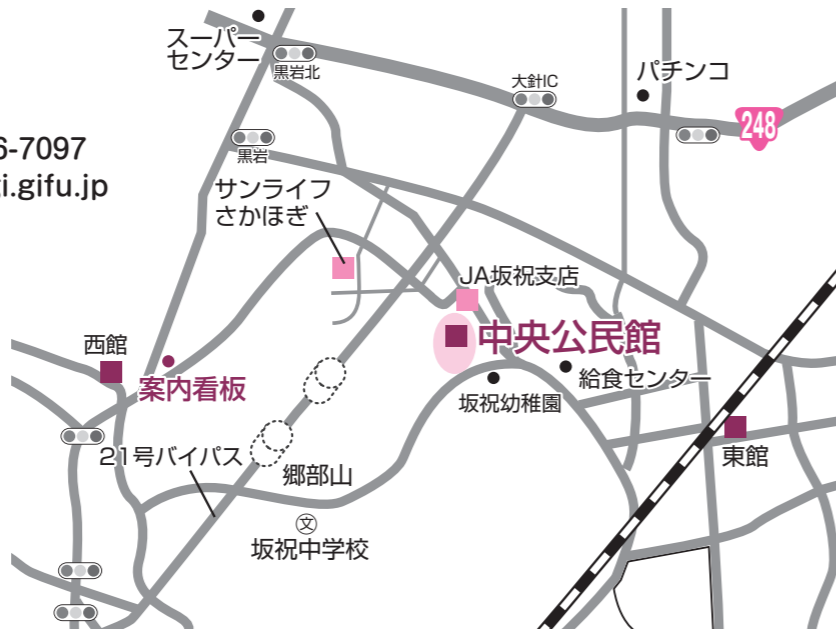 スーパー
センター
黒岩北
大針IC
パチンコ
248
6-7097
黒岩
i.gifu.jp
サンライフ
さかほぎ
JA坂祝支店
中央公民館
西館
案内看板
給食センター
坂祝幼稚園
21号バイパス
郷部山
東館
文
坂祝中学校